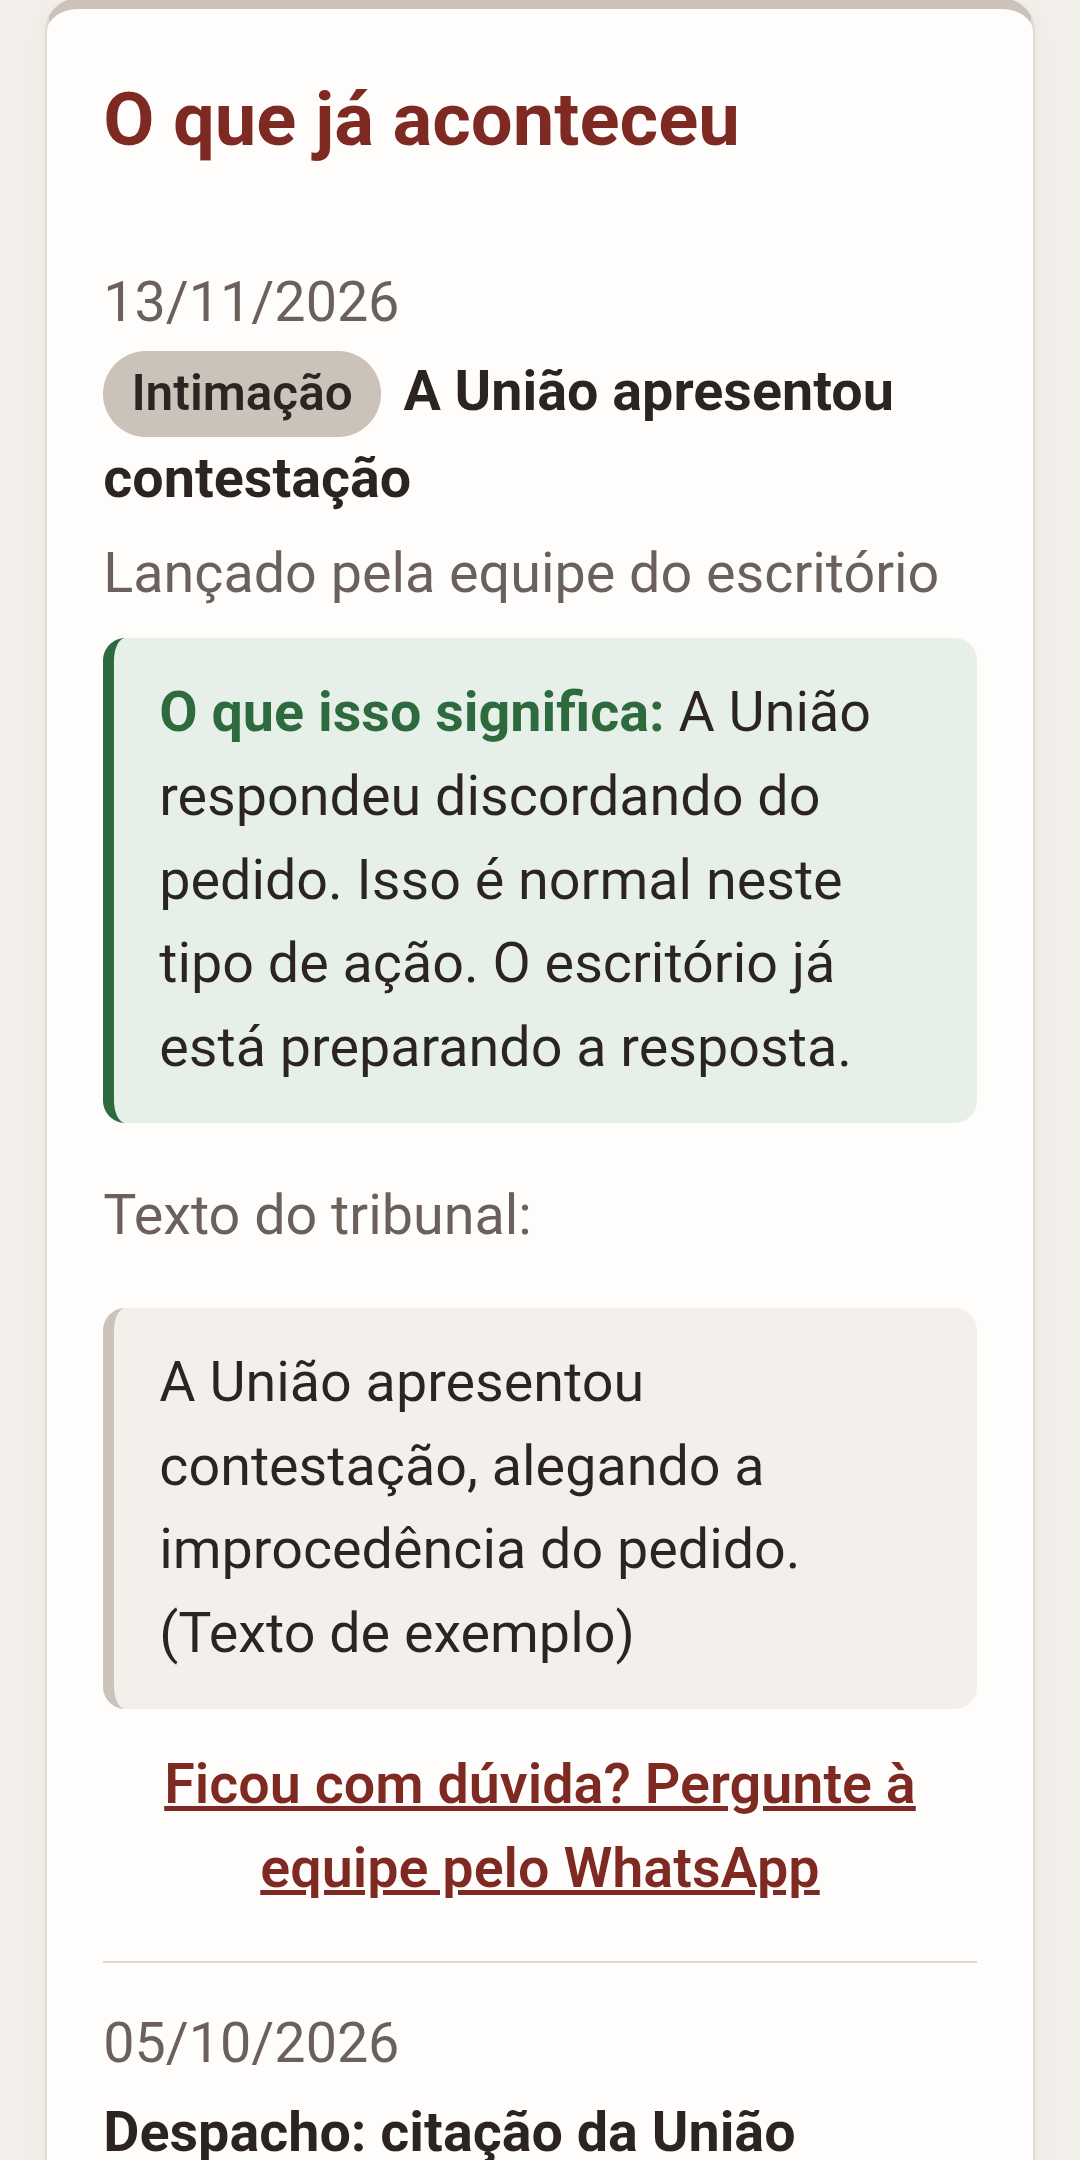 O que já aconteceu
13/11/2026
Intimação A União apresentou
contestação
Lançado pela equipe do escritório
O que isso significa: A União
respondeu discordando do
pedido. Isso é normal neste
tipo de ação. O escritório já
está preparando a resposta.
Texto do tribunal:
A União apresentou
contestação, alegando a
improcedência do pedido.
(Texto de exemplo)
Ficou com dúvida? Pergunte à
equipe pelo WhatsApp
05/10/2026
Despacho: citação da União